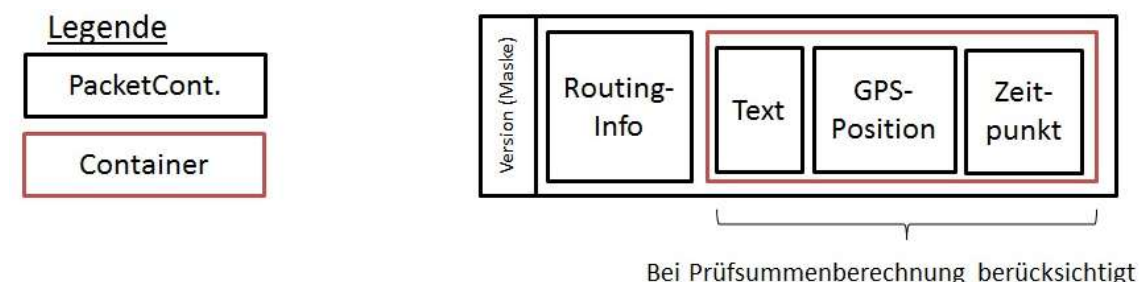 Legende
PacketCont.
Container
Version (Maske)
Routing-
Info
Text
GPS-
Position
Zeit-
punkt
Bei Prüfsummenberechnung berücksichtigt